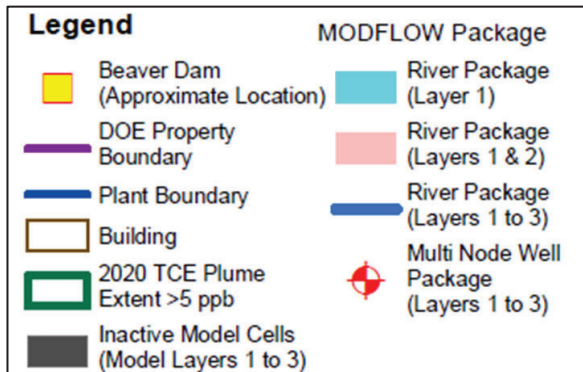 Legend
Beaver Dam
(Approximate Location)
DOE Property
Boundary
Plant Boundary
Building
2020 TCE Plume
Extent >5 ppb
Inactive Model Cells
(Model Layers 1 to 3)
MODFLOW Package
River Package
(Layer 1)
River Package
(Layers 1 & 2)
River Package
(Layers 1 to 3)
Multi Node Well
Package
(Layers 1 to 3)